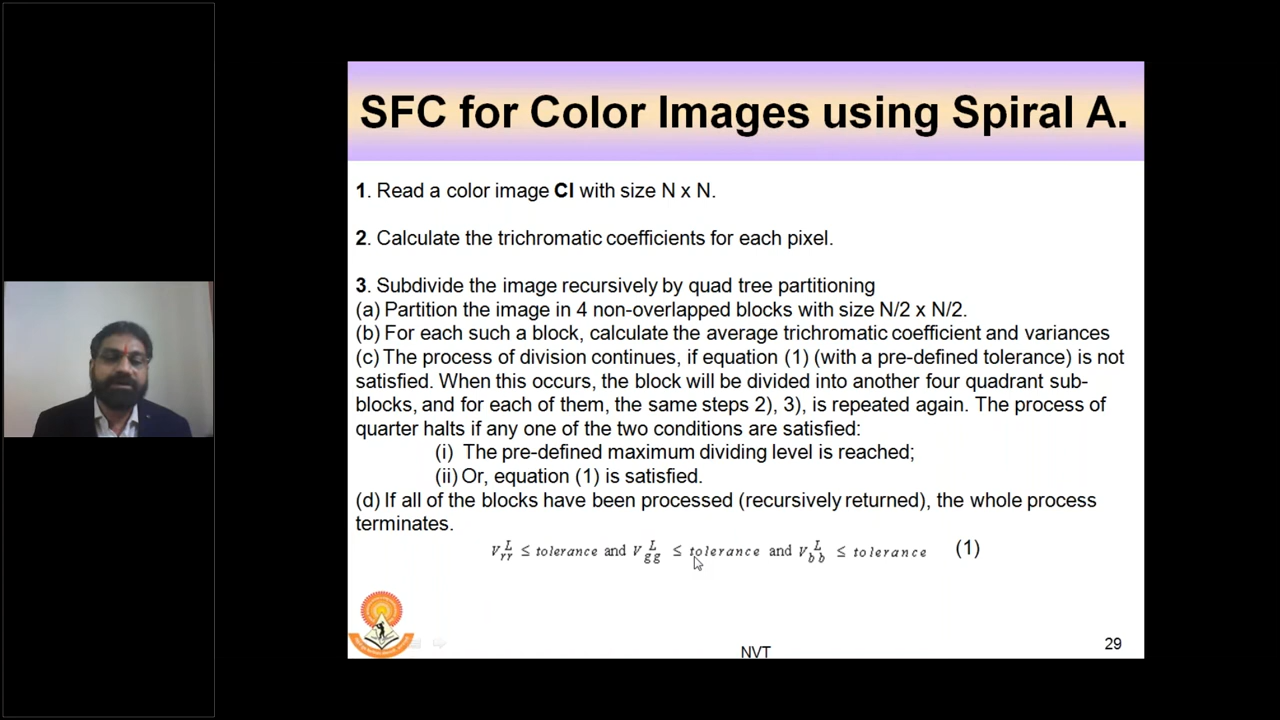 SFC for Color Images using Spiral A.
1. Read a color image CI with size N x N.
2. Calculate the trichromatic coefficients for each pixel.
3. Subdivide the image recursively by quad tree partitioning
(a) Partition the image in 4 non-overlapped blocks with size N/2 x N/2.
(b) For each such a block, calculate the average trichromatic coefficient and variances
(c) The process of division continues, if equation (1) (with a pre-defined tolerance) is not
satisfied. When this occurs, the block will be divided into another four quadrant sub-
blocks, and for each of them, the same steps 2), 3), is repeated again. The process of
quarter halts if any one of the two conditions are satisfied:
(i) The pre-defined maximum dividing level is reached;
(ii) Or, equation (1) is satisfied.
(d) If all of the blocks have been processed (recursively returned), the whole process
terminates.
V_rr^L ≤ tolerance and V_gg^L ≤ tolerance and V_bb^L ≤ tolerance (1)
NVT
29